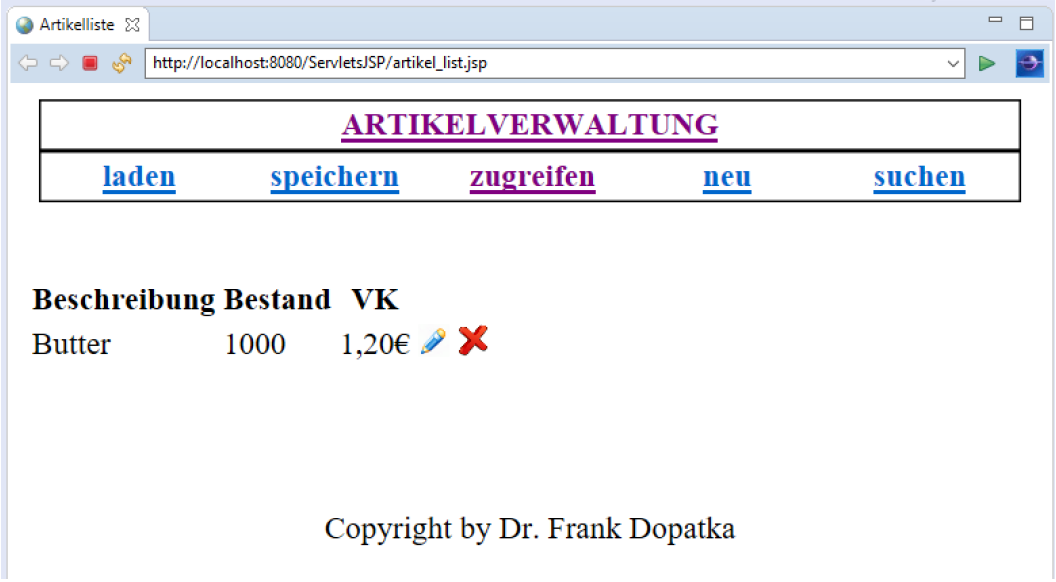 Artikelliste
http://localhost:8080/ServletsJSP/artikel_list.jsp
ARTIKELVERWALTUNG
laden speichern zugreifen neu suchen
Beschreibung Bestand VK
Butter 1000 1,20€
Copyright by Dr. Frank Dopatka